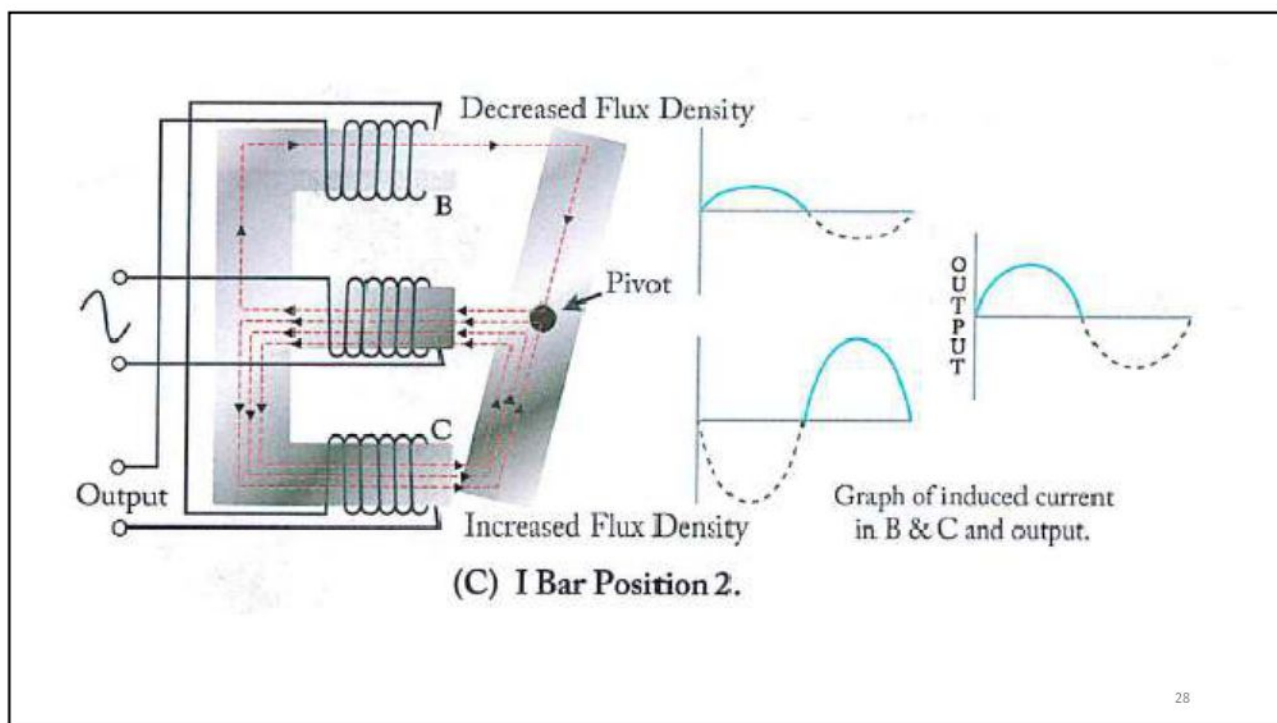 Decreased Flux Density
B
Pivot
OUTPUT
C
Output
Increased Flux Density
Graph of induced current
in B & C and output.
(C) I Bar Position 2.
28